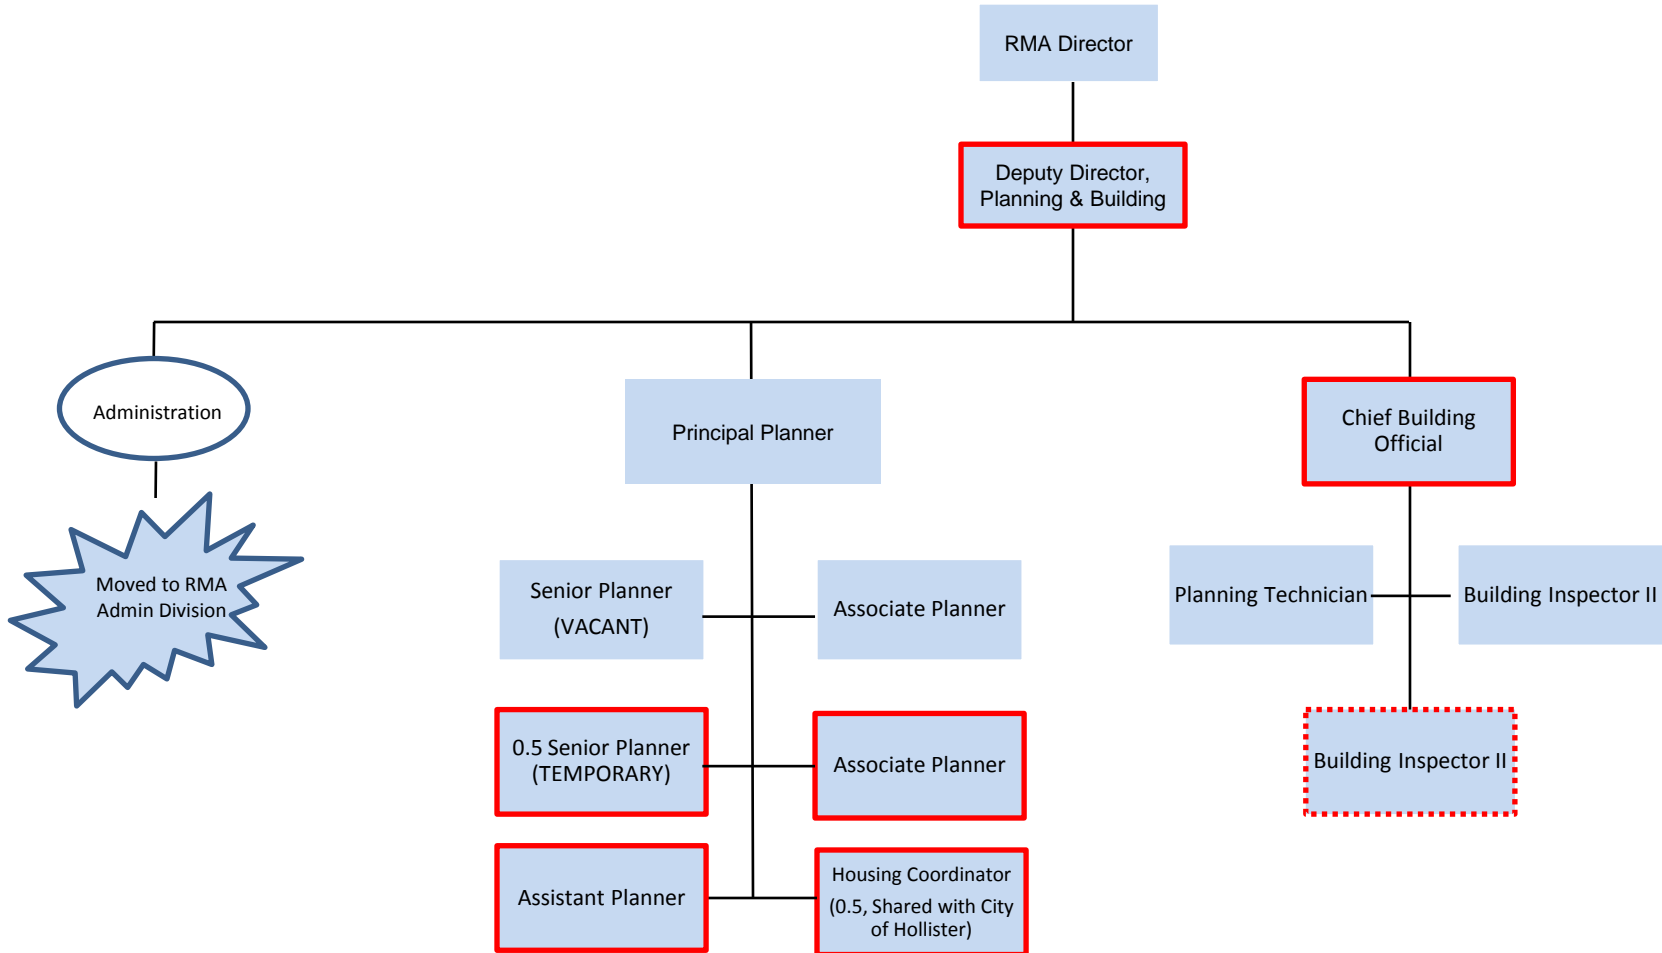 RMA Director
Deputy Director,
Planning & Building
Administration
Principal Planner
Chief Building
Official
Moved to RMA
Admin Division
Senior Planner
(VACANT)
Associate Planner
Planning Technician
Building Inspector II
0.5 Senior Planner
(TEMPORARY)
Associate Planner
Building Inspector II
Assistant Planner
Housing Coordinator
(0.5, Shared with City
of Hollister)